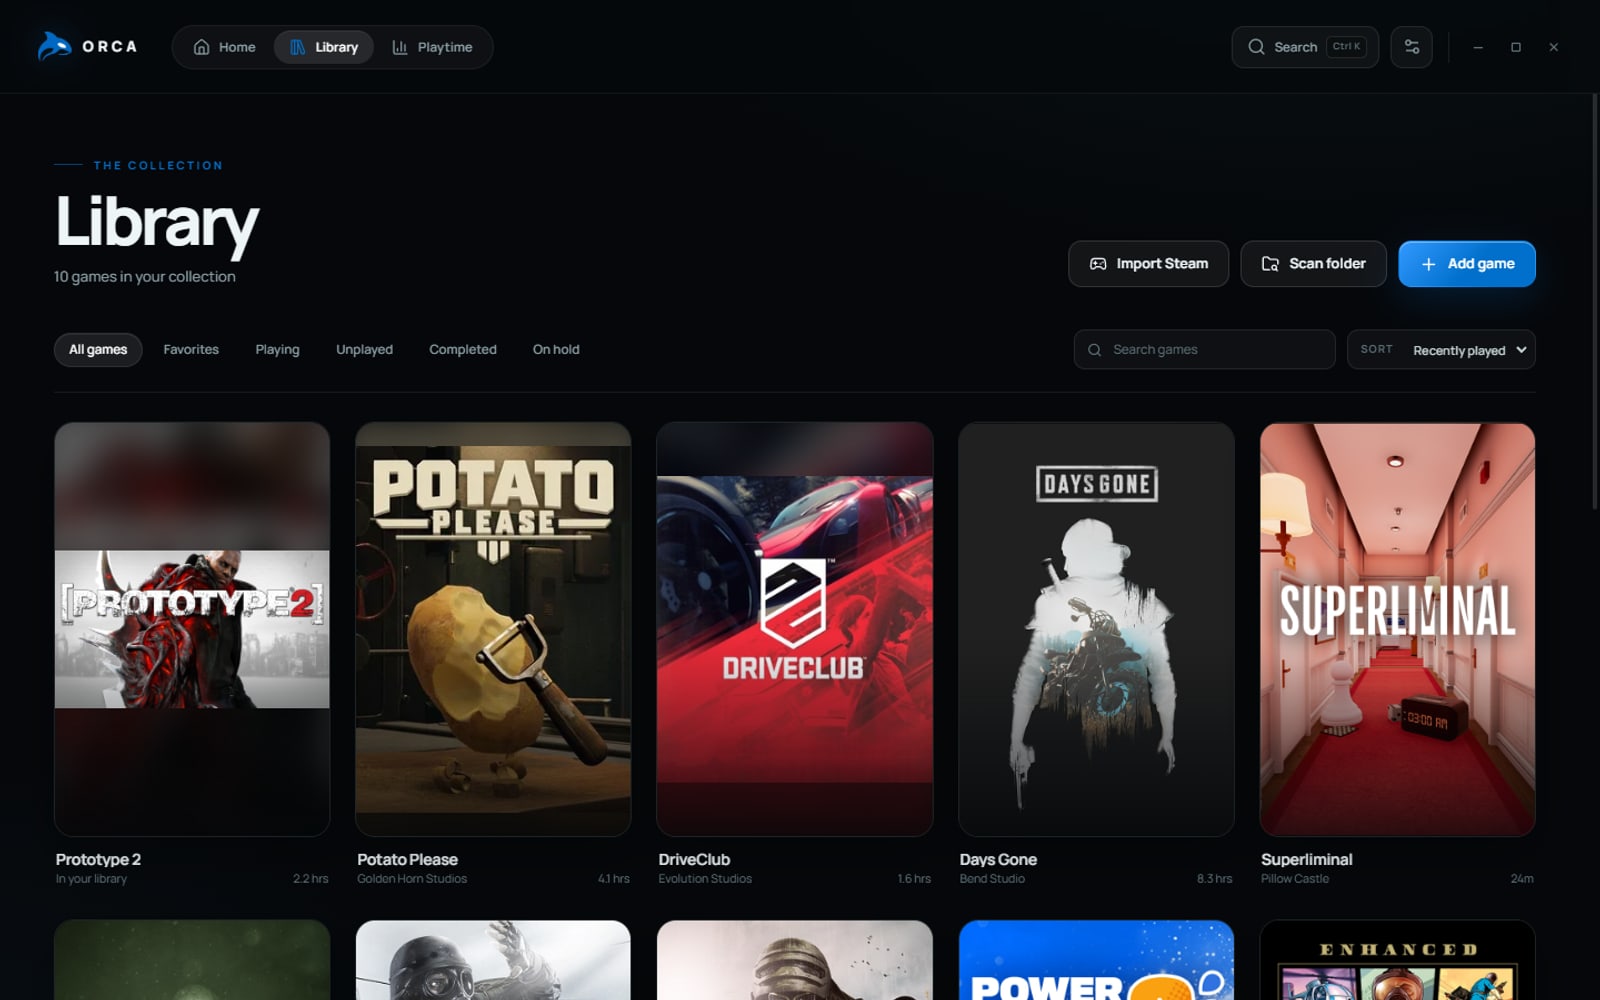 ORCA
Home
Library
Playtime
Search
Ctrl K
THE COLLECTION
Library
10 games in your collection
Import Steam
Scan folder
Add game
All games
Favorites
Playing
Unplayed
Completed
On hold
Search games
SORT
Recently played
[PROTOTYPE2]
POTATO
PLEASE
DRIVECLUB™
DAYS GONE
SUPERLIMINAL
03:00 AM
Prototype 2
In your library
2.2 hrs
Potato Please
Golden Horn Studios
4.1 hrs
DriveClub
Evolution Studios
1.6 hrs
Days Gone
Bend Studio
8.3 hrs
Superliminal
Pillow Castle
24m
POWER
ENHANCED